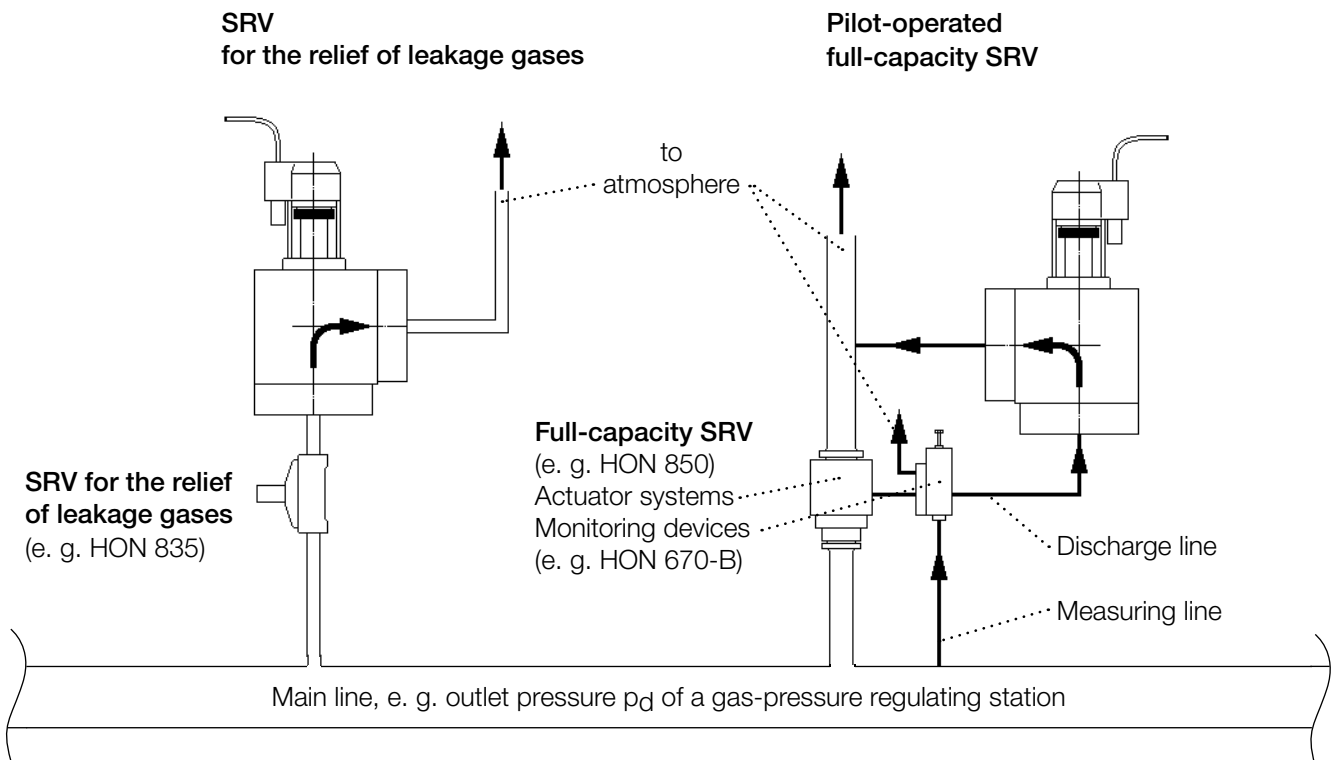 SRV
for the relief of leakage gases
Pilot-operated
full-capacity SRV
to
atmosphere
Full-capacity SRV
(e. g. HON 850)
Actuator systems
Monitoring devices
(e. g. HON 670-B)
SRV for the relief
of leakage gases
(e. g. HON 835)
Discharge line
Measuring line
Main line, e. g. outlet pressure pd of a gas-pressure regulating station